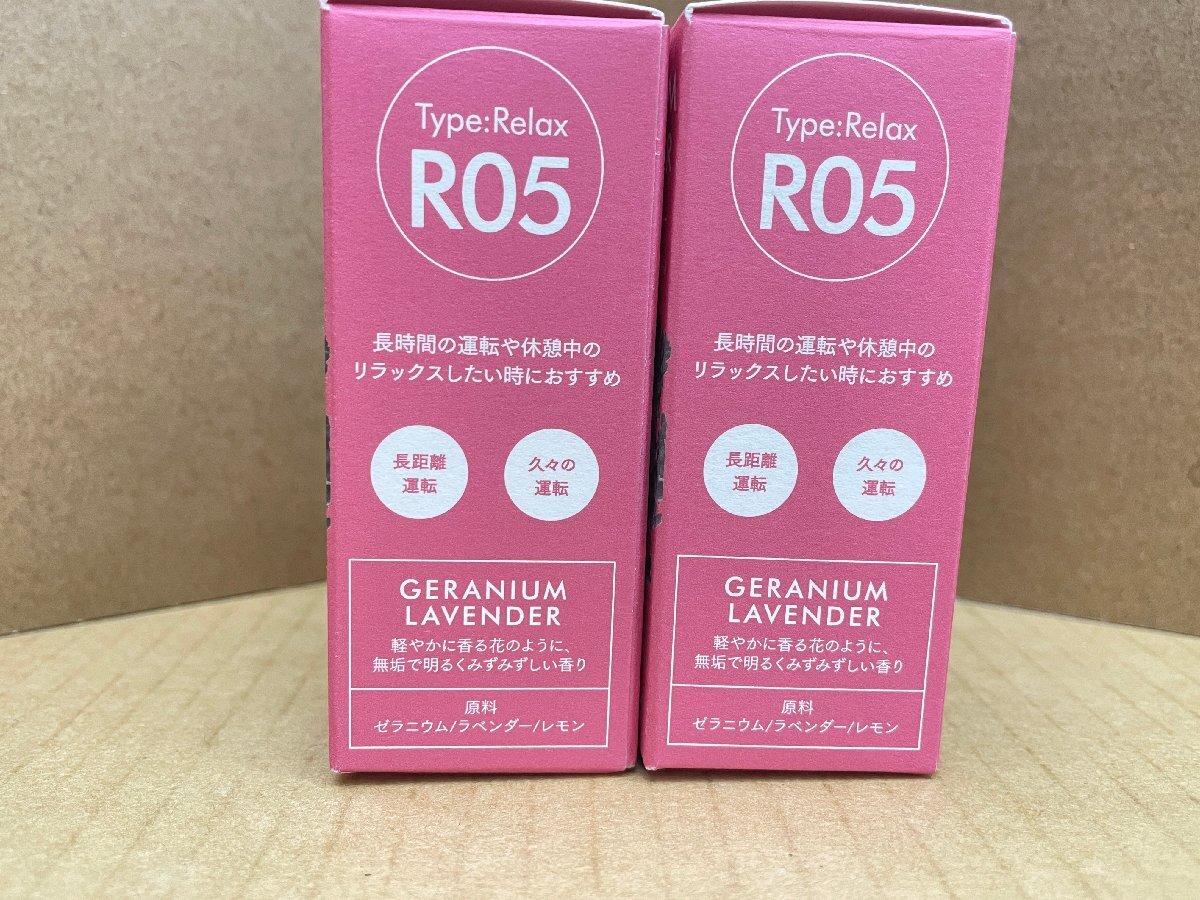 Type:Relax
R05
長時間の運転や休憩中の
リラックスしたい時におすすめ
長距離
運転
久々の
運転
GERANIUM
LAVENDER
軽やかに香る花のように、
無垢で明るくみずみずしい香り
原料
ゼラニウム/ラベンダー/レモン
Type:Relax
R05
長時間の運転や休憩中の
リラックスしたい時におすすめ
長距離
運転
久々の
運転
GERANIUM
LAVENDER
軽やかに香る花のように、
無垢で明るくみずみずしい香り
原料
ゼラニウム/ラベンダー/レモン